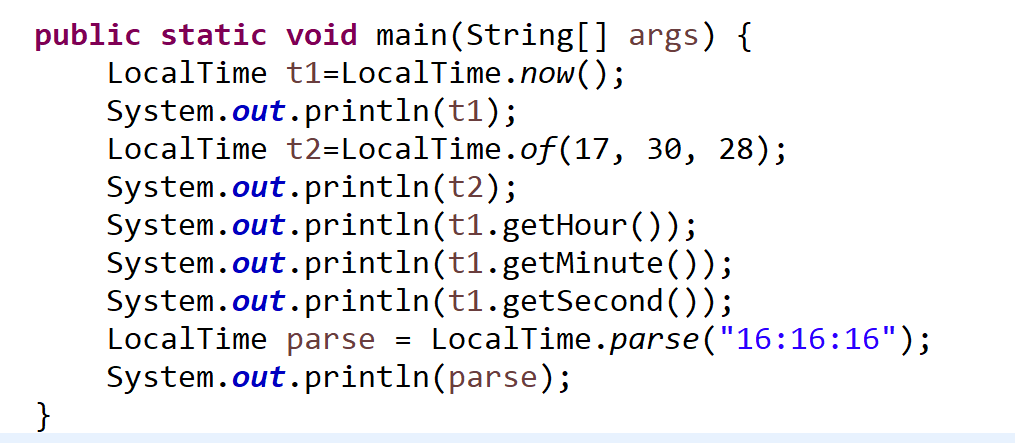 public static void main(String[] args) {
    LocalTime t1=LocalTime.now();
    System.out.println(t1);
    LocalTime t2=LocalTime.of(17, 30, 28);
    System.out.println(t2);
    System.out.println(t1.getHour());
    System.out.println(t1.getMinute());
    System.out.println(t1.getSecond());
    LocalTime parse = LocalTime.parse("16:16:16");
    System.out.println(parse);
}